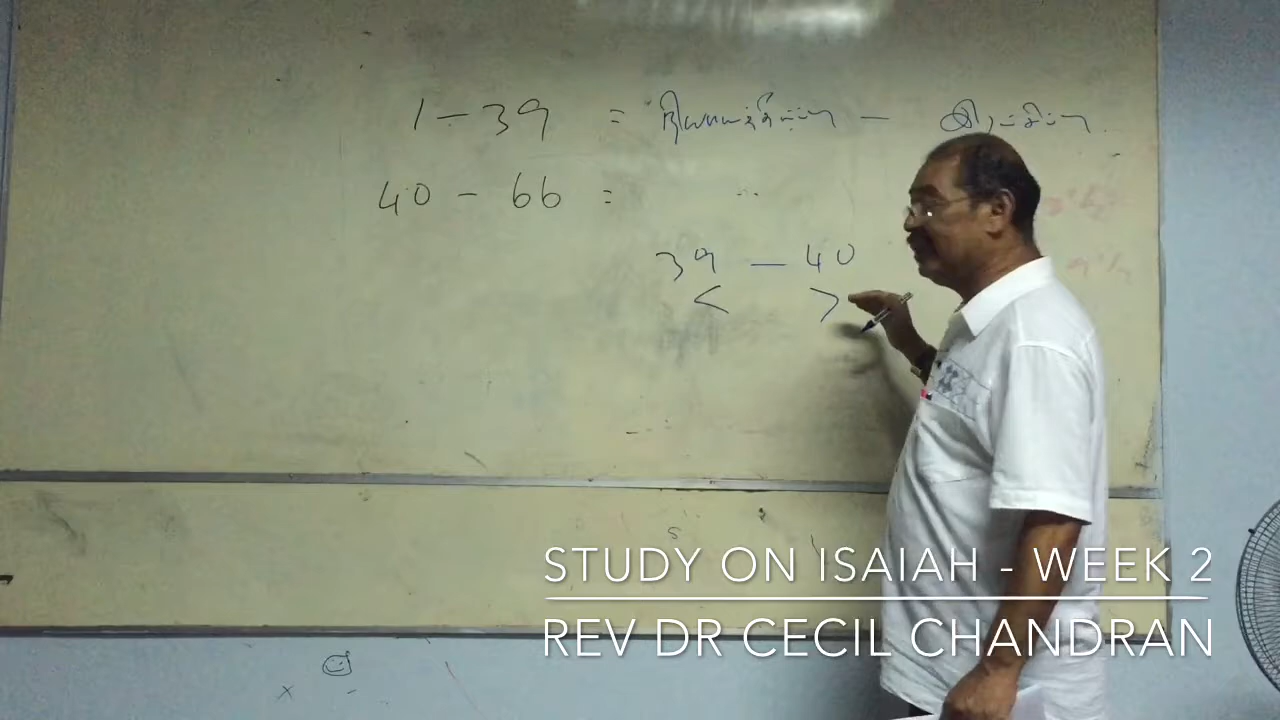 1 – 39 = –
40 – 66 =
39 – 40
< >
STUDY ON ISAIAH - WEEK 2
REV DR CECIL CHANDRAN